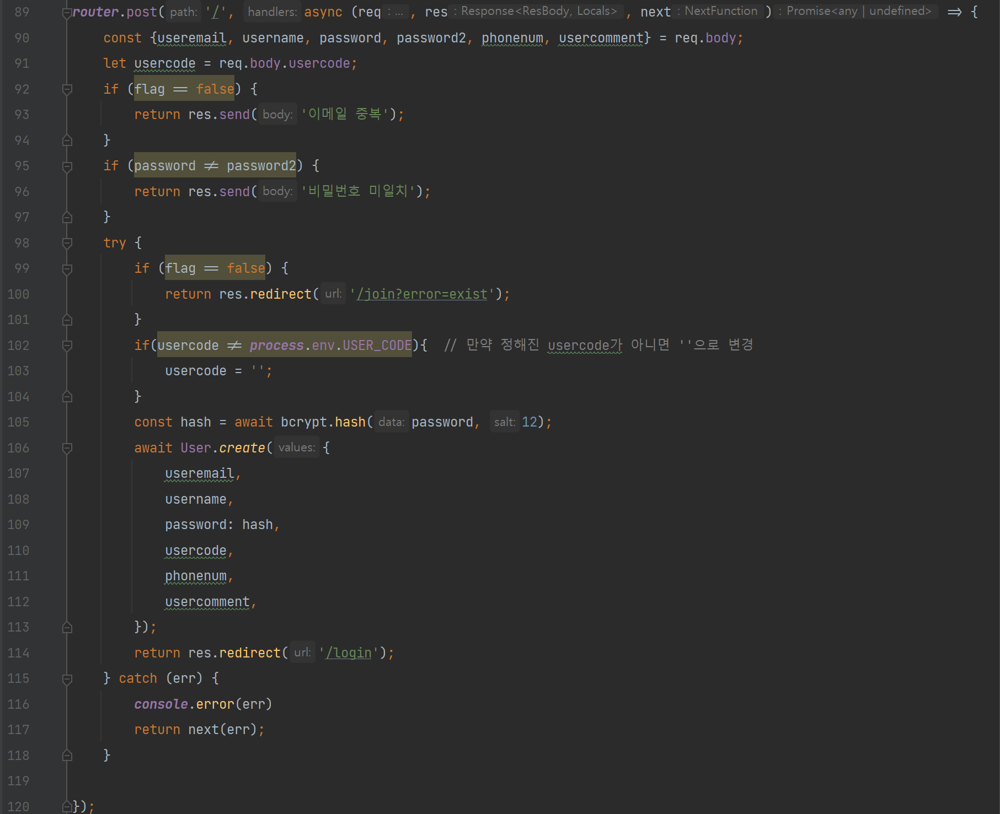 89 router.post( path: '/', handlers: async (req : ... , res : Response<ResBody, Locals> , next : NextFunction ) : Promise<any | undefined> => {
90 const {useremail, username, password, password2, phonenum, usercomment} = req.body;
91 let usercode = req.body.usercode;
92 if (flag == false) {
93 return res.send( body: '이메일 중복');
94 }
95 if (password != password2) {
96 return res.send( body: '비밀번호 미일치');
97 }
98 try {
99 if (flag == false) {
100 return res.redirect( url: '/join?error=exist');
101 }
102 if(usercode != process.env.USER_CODE){ // 만약 정해진 usercode가 아니면 ''으로 변경
103 usercode = '';
104 }
105 const hash = await bcrypt.hash( data: password, salt: 12);
106 await User.create( values: {
107 useremail,
108 username,
109 password: hash,
110 usercode,
111 phonenum,
112 usercomment,
113 });
114 return res.redirect( url: '/login');
115 } catch (err) {
116 console.error(err)
117 return next(err);
118 }
119
120 });